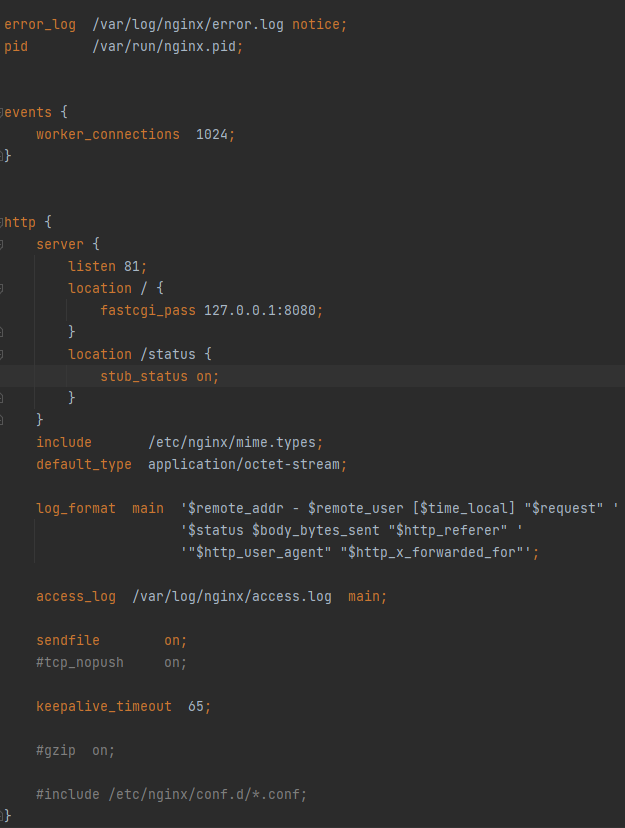 error_log  /var/log/nginx/error.log notice;
pid        /var/run/nginx.pid;
events {
    worker_connections  1024;
}
http {
    server {
        listen 81;
        location / {
            fastcgi_pass 127.0.0.1:8080;
        }
        location /status {
            stub_status on;
        }
    }
    include       /etc/nginx/mime.types;
    default_type  application/octet-stream;
    log_format  main  '$remote_addr - $remote_user [$time_local] "$request" '
                      '$status $body_bytes_sent "$http_referer" '
                      '"$http_user_agent" "$http_x_forwarded_for"';
    access_log  /var/log/nginx/access.log  main;
    sendfile        on;
    #tcp_nopush     on;
    keepalive_timeout  65;
    #gzip  on;
    #include /etc/nginx/conf.d/*.conf;
}